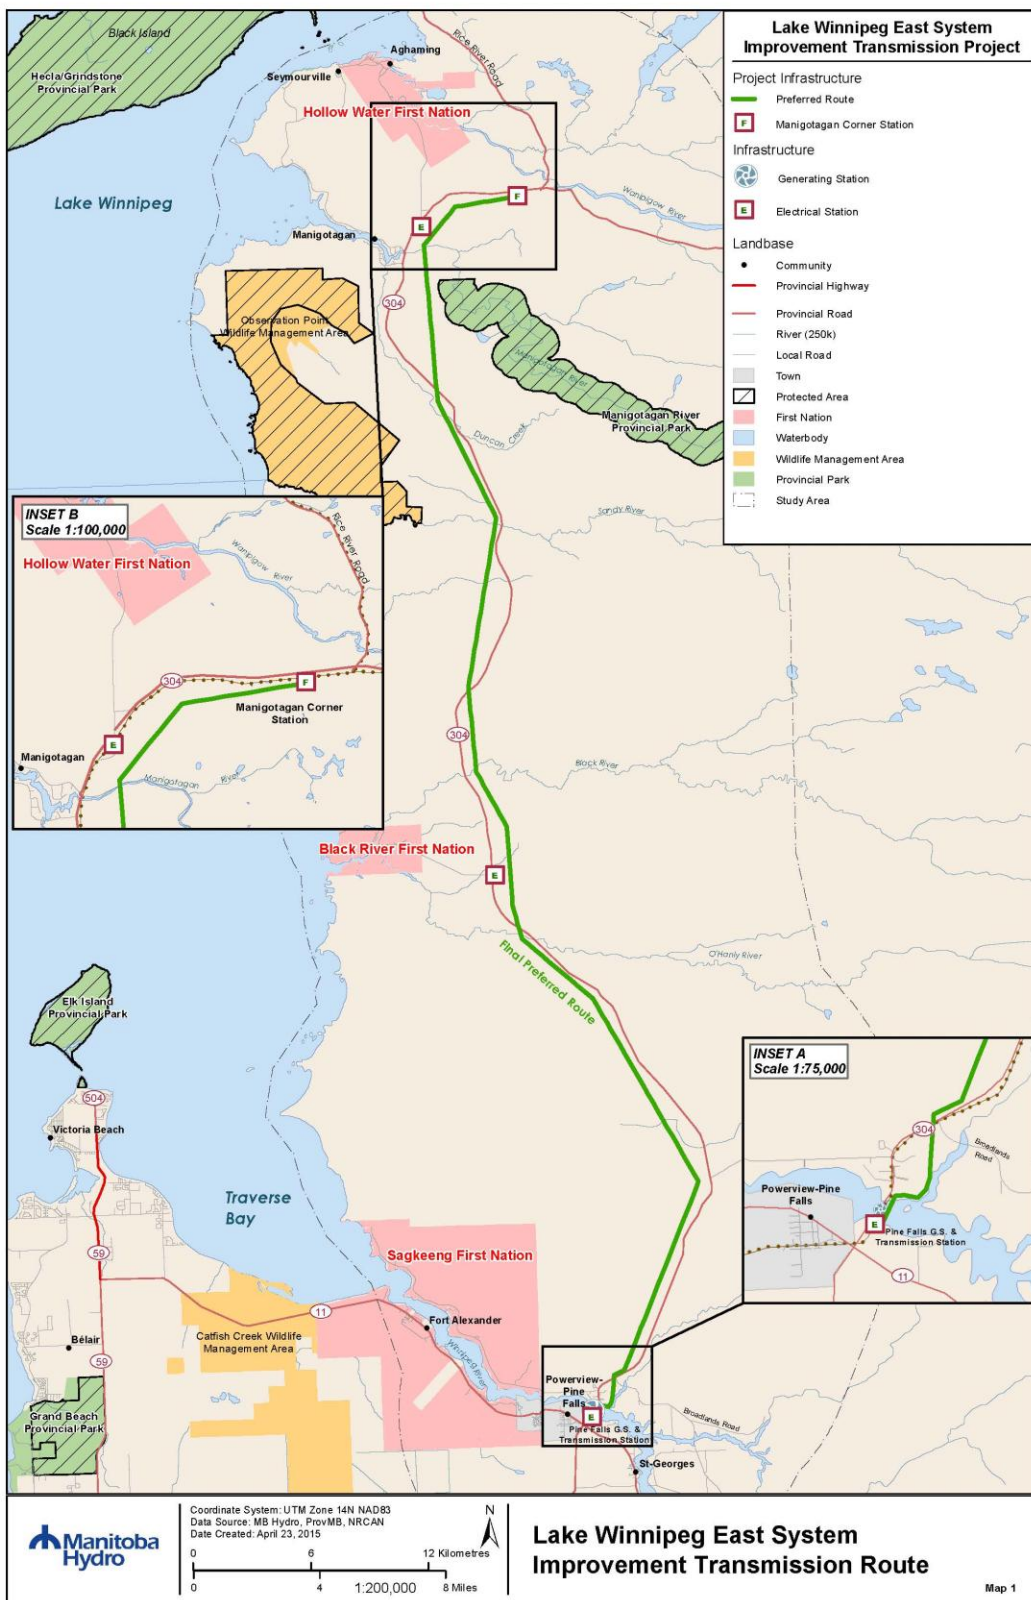 Lake Winnipeg East System
Improvement Transmission Project
Project Infrastructure
Preferred Route
F
Manigotagan Corner Station
Infrastructure
Generating Station
E
Electrical Station
Landbase
Community
Provincial Highway
Provincial Road
River (250k)
Local Road
Town
Protected Area
First Nation
Waterbody
Wildlife Management Area
Provincial Park
Study Area
Black Island
Hecla/Grindstone
Provincial Park
Aghaming
Seymourville
Rice River Road
Hollow Water First Nation
Lake Winnipeg
Wanipigow
River
F
E
Manigotagan
304
Observation Point
Wildlife Management Area
Manigotagan River
Manigotagan River
Provincial Park
Duncan Creek
Sandy River
INSET B
Scale 1:100,000
Hollow Water First Nation
Wanipigow
River
Rice River Road
304
F
Manigotagan Corner
Station
E
Manigotagan
Manigotagan River
304
Black River
Black River First Nation
E
O'Hanly River
Final Preferred Route
Elk Island
Provincial Park
504
Victoria Beach
Traverse
Bay
59
Sagkeeng First Nation
11
Fort Alexander
Catfish Creek Wildlife
Management Area
Winnipeg River
Bélair
59
Grand Beach
Provincial Park
INSET A
Scale 1:75,000
304
Broadlands
Road
Powerview-Pine
Falls
E
Pine Falls G.S. &
Transmission Station
11
Powerview-
Pine
Falls
E
Pine Falls G.S. &
Transmission Station
Broadlands Road
St-Georges
Manitoba
Hydro
Coordinate System: UTM Zone 14N NAD83
Data Source: MB Hydro, ProvMB, NRCAN
Date Created: April 23, 2015
N
0 6 12 Kilometres
0 4 1:200,000 8 Miles
Lake Winnipeg East System
Improvement Transmission Route
Map 1